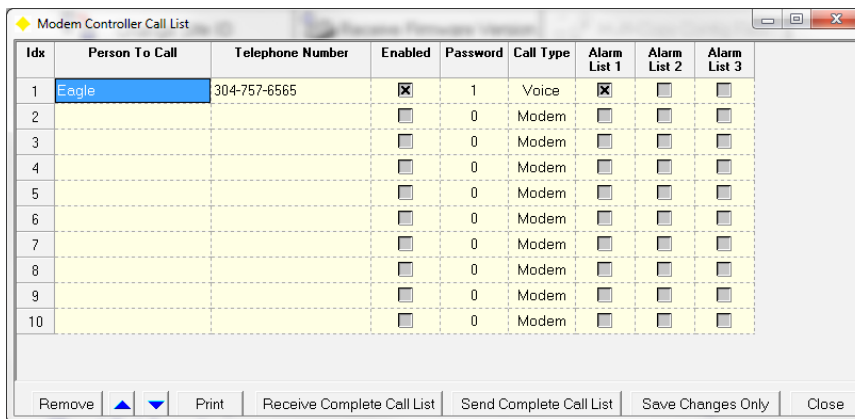 Modem Controller Call List
Idx Person To Call Telephone Number Enabled Password Call Type Alarm List 1 Alarm List 2 Alarm List 3
1 Eagle 304-757-6565 1 Voice
2 0 Modem
3 0 Modem
4 0 Modem
5 0 Modem
6 0 Modem
7 0 Modem
8 0 Modem
9 0 Modem
10 0 Modem
Remove Print Receive Complete Call List Send Complete Call List Save Changes Only Close